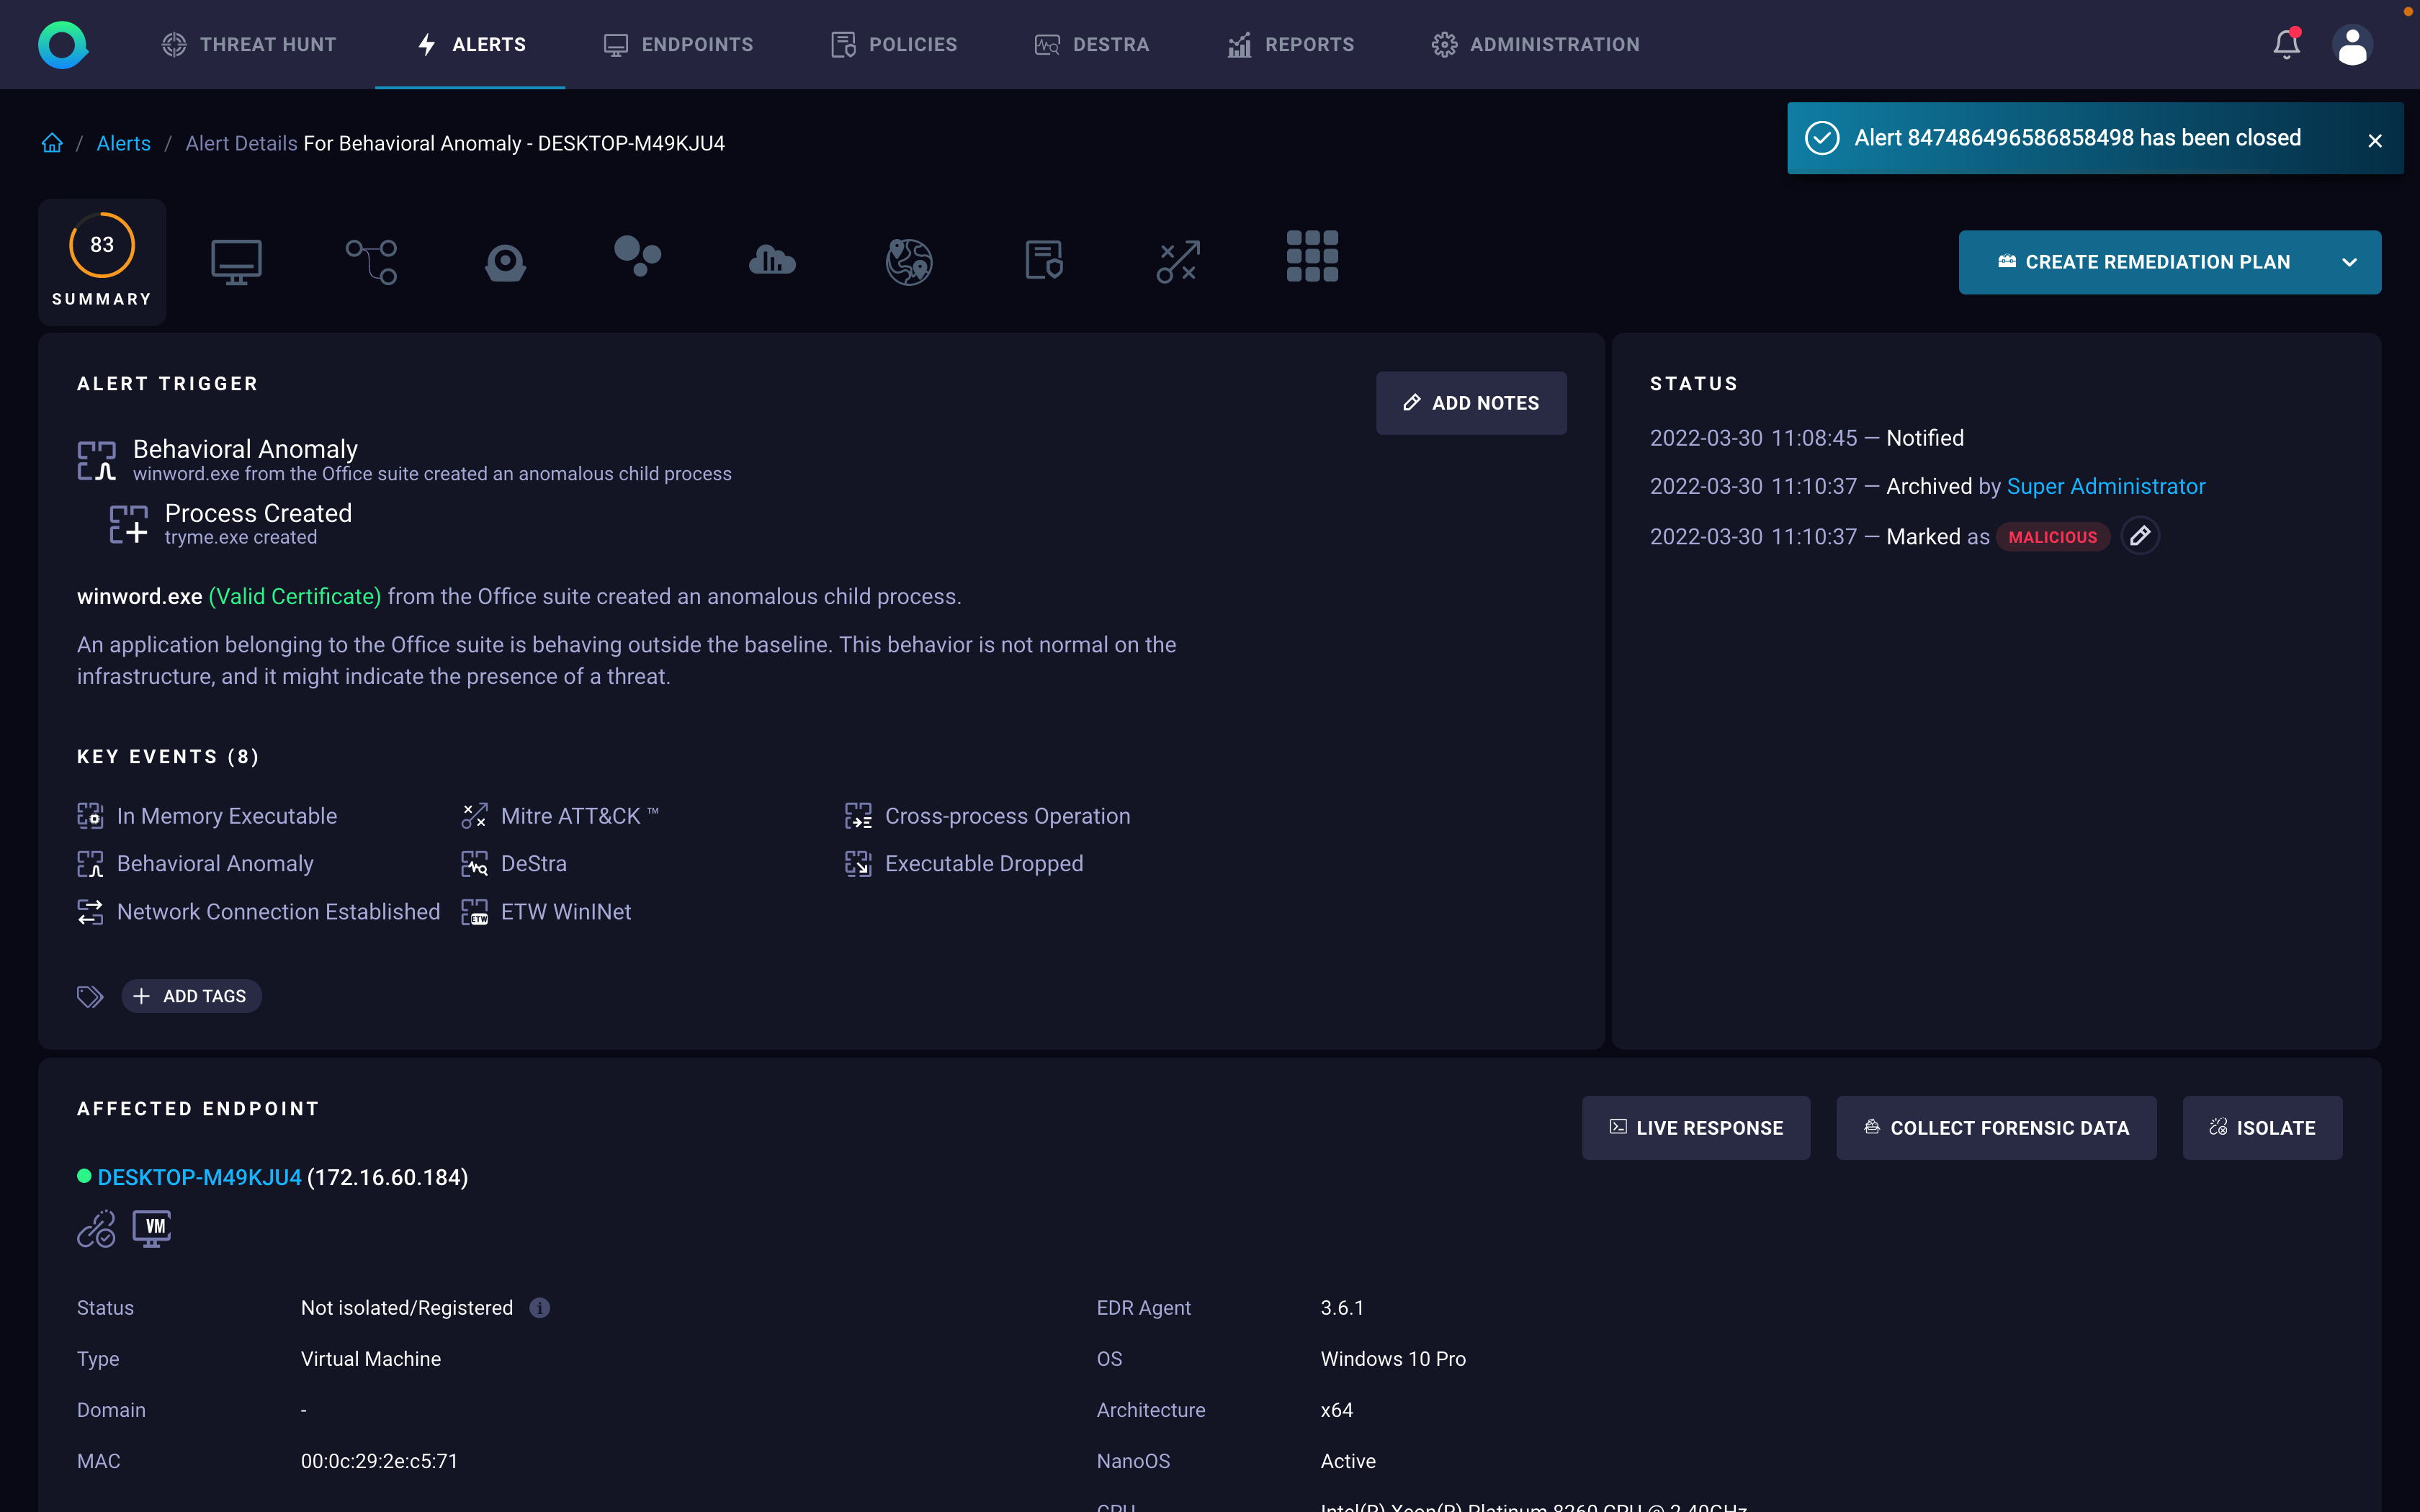 THREAT HUNT
ALERTS
ENDPOINTS
POLICIES
DESTRA
REPORTS
ADMINISTRATION
/ Alerts / Alert Details For Behavioral Anomaly - DESKTOP-M49KJU4
Alert 847486496586858498 has been closed
83
SUMMARY
CREATE REMEDIATION PLAN
ALERT TRIGGER
ADD NOTES
Behavioral Anomaly
winword.exe from the Office suite created an anomalous child process
Process Created
tryme.exe created
winword.exe (Valid Certificate) from the Office suite created an anomalous child process.
An application belonging to the Office suite is behaving outside the baseline. This behavior is not normal on the
infrastructure, and it might indicate the presence of a threat.
KEY EVENTS (8)
In Memory Executable
Mitre ATT&CK ™
Cross-process Operation
Behavioral Anomaly
DeStra
Executable Dropped
Network Connection Established
ETW
ETW WinINet
ADD TAGS
STATUS
2022-03-30 11:08:45 — Notified
2022-03-30 11:10:37 — Archived by Super Administrator
2022-03-30 11:10:37 — Marked as MALICIOUS
AFFECTED ENDPOINT
LIVE RESPONSE
COLLECT FORENSIC DATA
ISOLATE
DESKTOP-M49KJU4 (172.16.60.184)
VM
Status Not isolated/Registered
EDR Agent 3.6.1
Type Virtual Machine
OS Windows 10 Pro
Domain -
Architecture x64
MAC 00:0c:29:2e:c5:71
NanoOS Active
CPU Intel(R) Xeon(R) Platinum 8260 CPU @ 2.40GHz